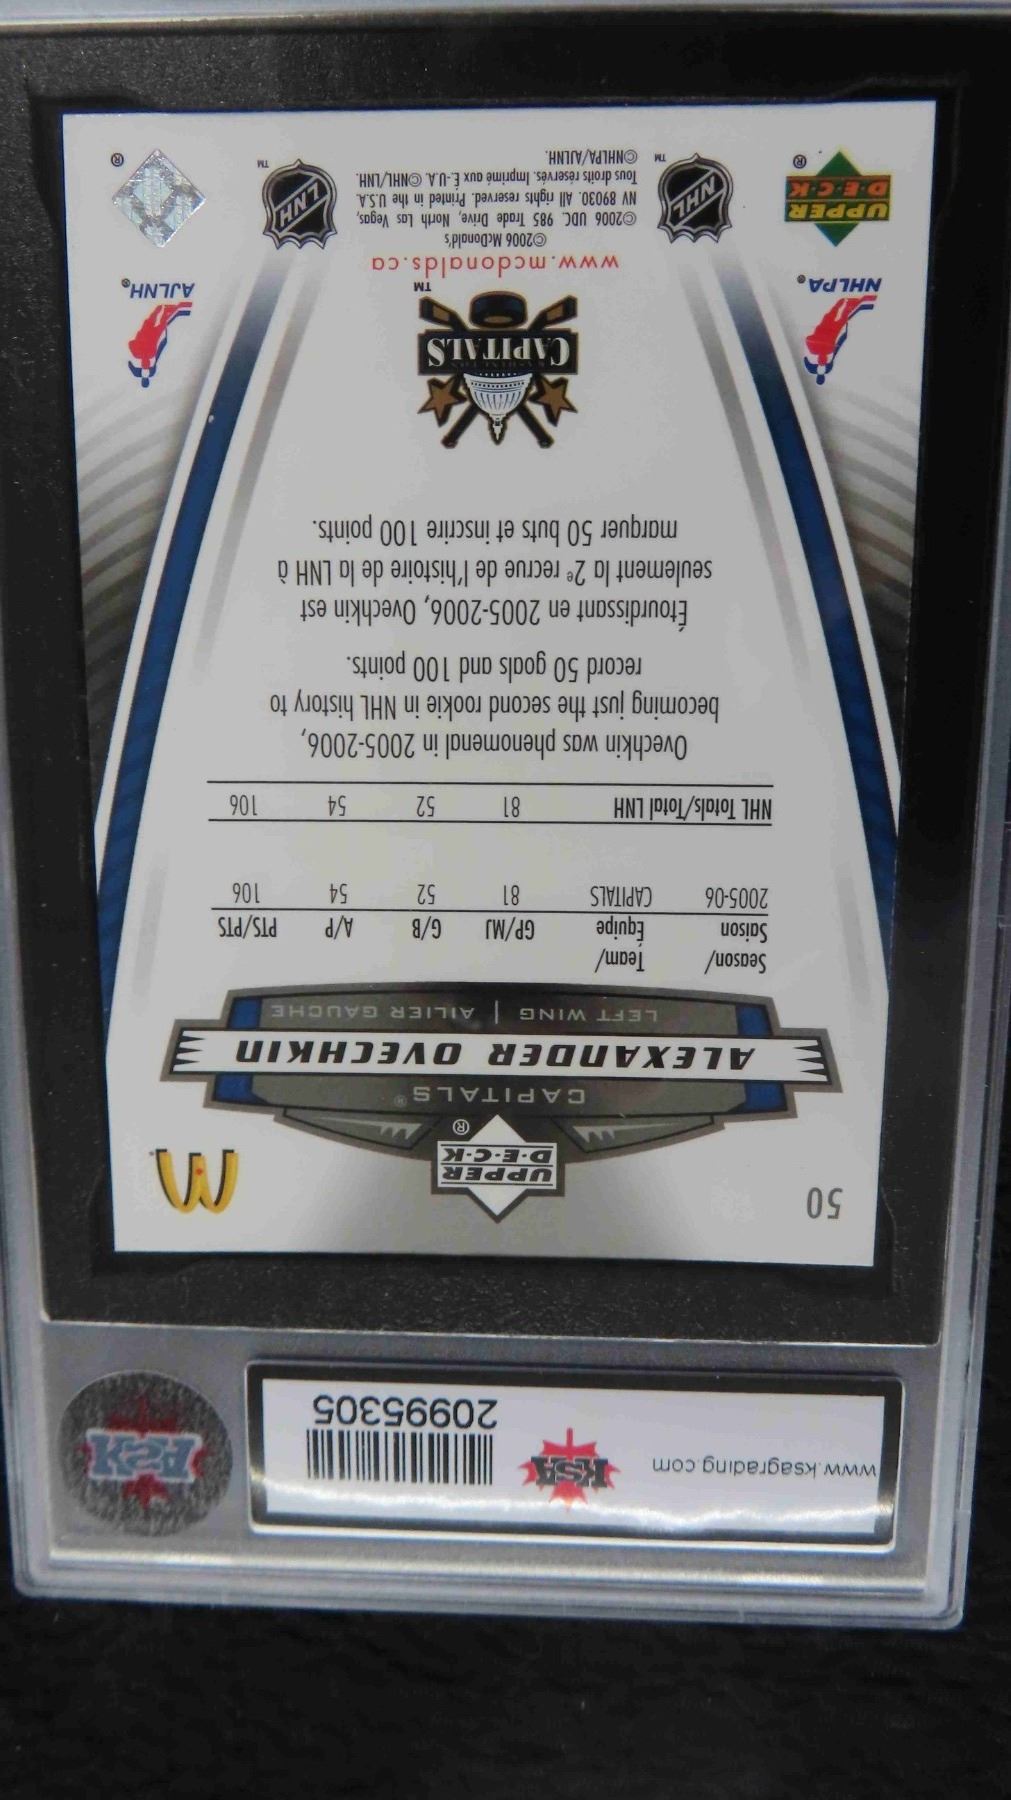 www.ksagrading.com
KSA
20995305
KSA
50
UPPER
D·E·C·K
®
M
CAPITALS®
ALEXANDER OVECHKIN
LEFT WING | AILIER GAUCHE
Season/ Team/
Saison Équipe GP/MJ G/B A/P PTS/PTS
2005-06 CAPITALS 81 52 54 106
NHL Totals/Total LNH 81 52 54 106
Ovechkin was phenomenal in 2005-2006,
becoming just the second rookie in NHL history to
record 50 goals and 100 points.
Étourdissant en 2005-2006, Ovechkin est
seulement la 2e recrue de l'histoire de la LNH à
marquer 50 buts et inscrire 100 points.
WASHINGTON
CAPITALS
TM
NHLPA®
AJLNH®
www.mcdonalds.ca
©2006 McDonald's
©2006 UDC. 985 Trade Drive, North Las Vegas,
NV 89030. All rights reserved. Printed in the U.S.A.
Tous droits réservés. Imprimé aux É.-U.A. ©NHL/LNH.
©NHLPA/AJLNH.
UPPER
D·E·C·K
®
NHL
TM
LNH
TM
®